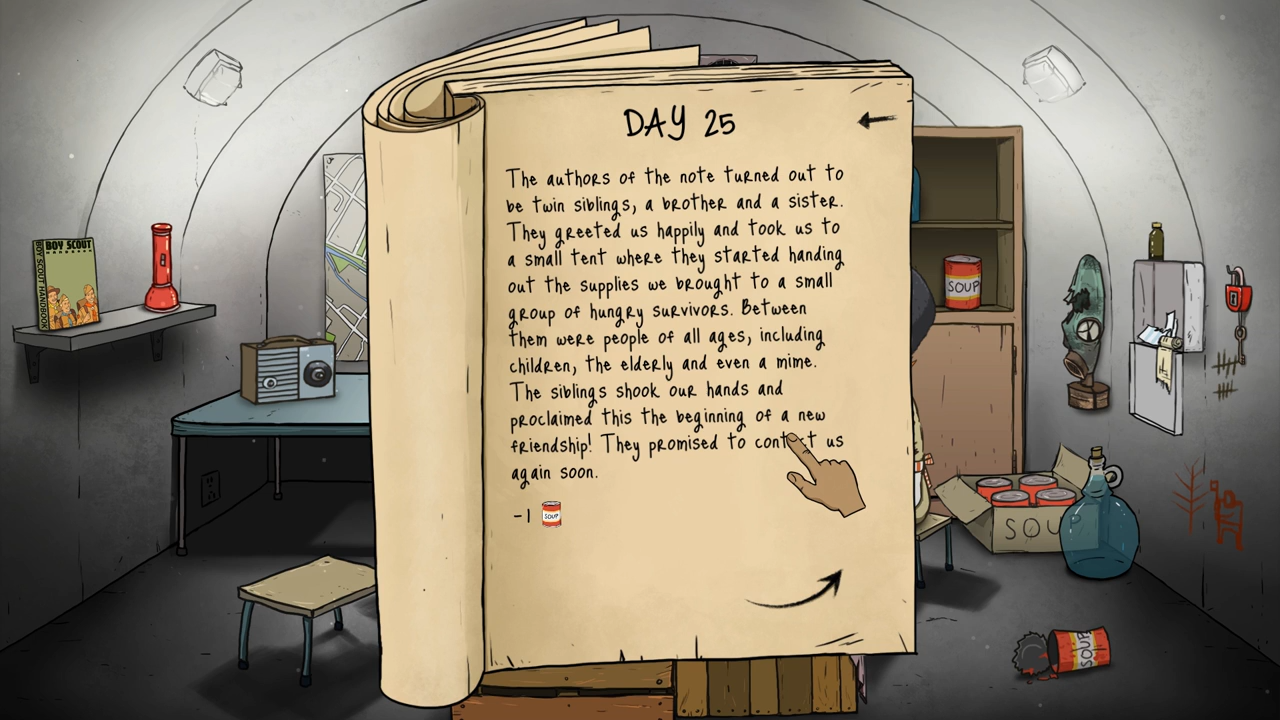 DAY 25
The authors of the note turned out to
be twin siblings, a brother and a sister.
They greeted us happily and took us to
a small tent where they started handing
out the supplies we brought to a small
group of hungry survivors. Between
them were people of all ages, including
children, the elderly and even a mime.
The siblings shook our hands and
proclaimed this the beginning of a new
friendship! They promised to contact us
again soon.
-1 SOUP
BOY SCOUT
BOY SCOUT HANDBOOK
SOUP
SOUP
SOUP